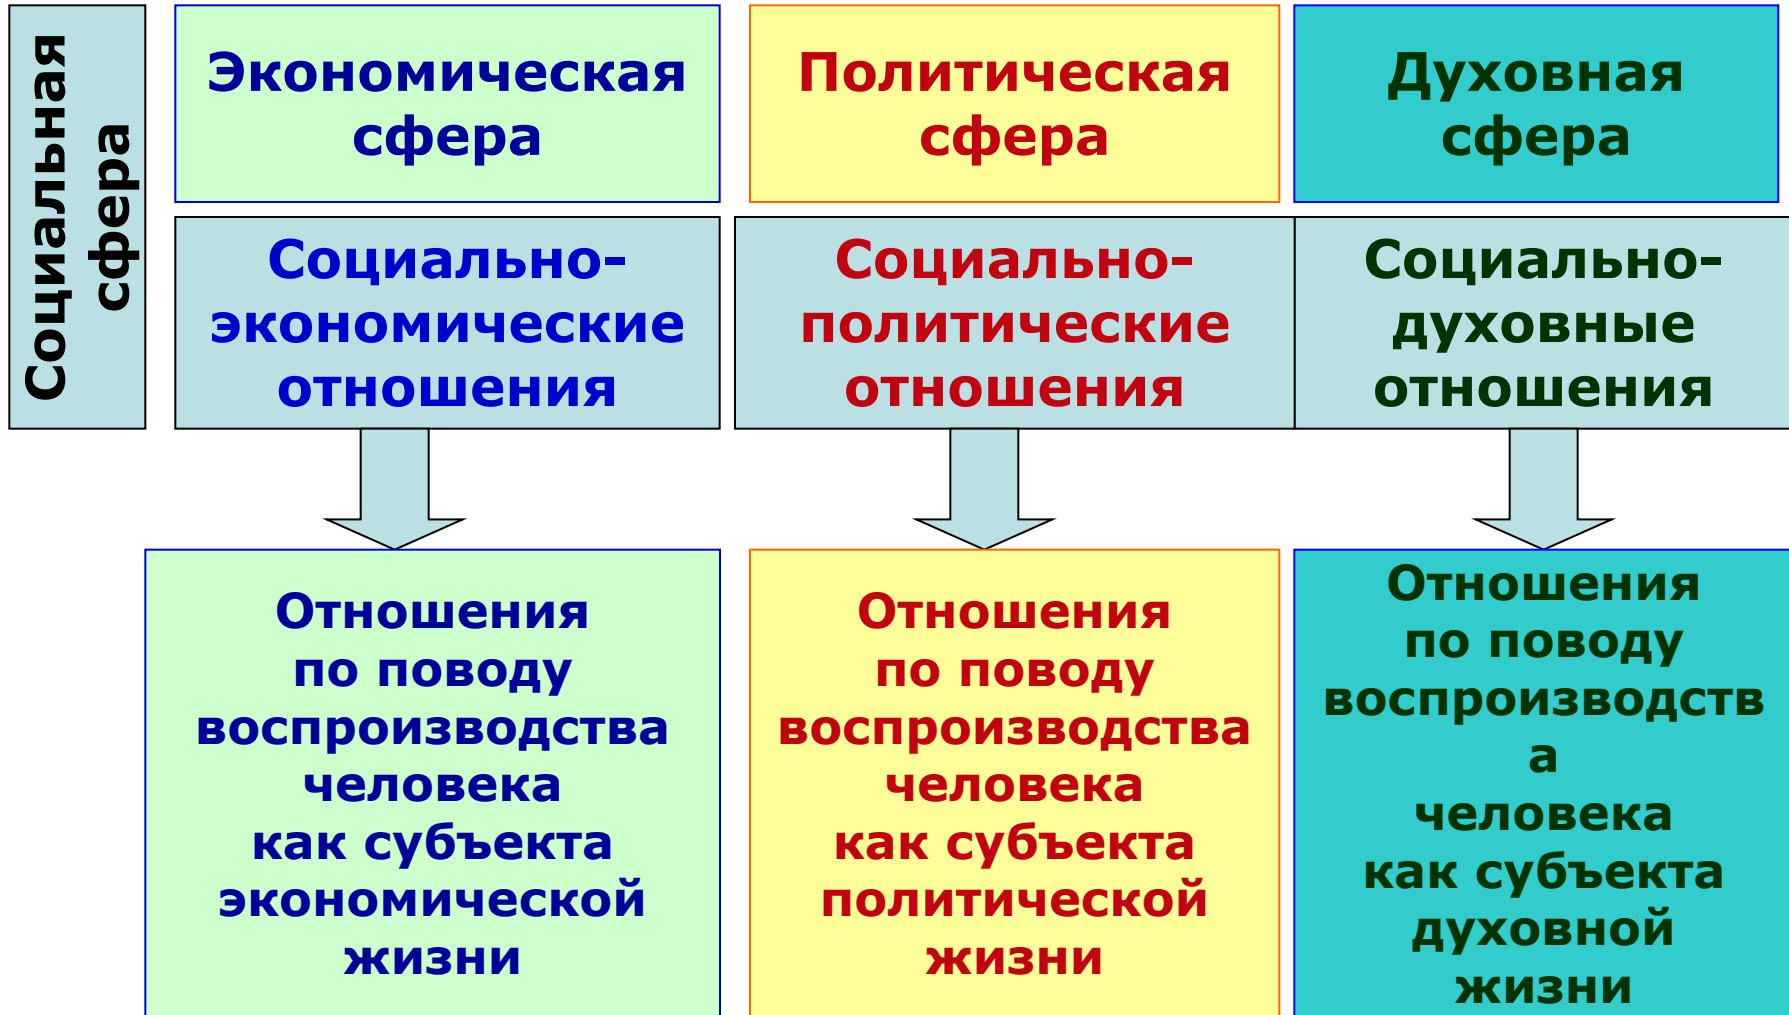 Социальная
сфера
Экономическая
сфера
Политическая
сфера
Духовная
сфера
Социально-
экономические
отношения
Социально-
политические
отношения
Социально-
духовные
отношения
Отношения
по поводу
воспроизводства
человека
как субъекта
экономической
жизни
Отношения
по поводу
воспроизводства
человека
как субъекта
политической
жизни
Отношения
по поводу
воспроизводств
а
человека
как субъекта
духовной
жизни